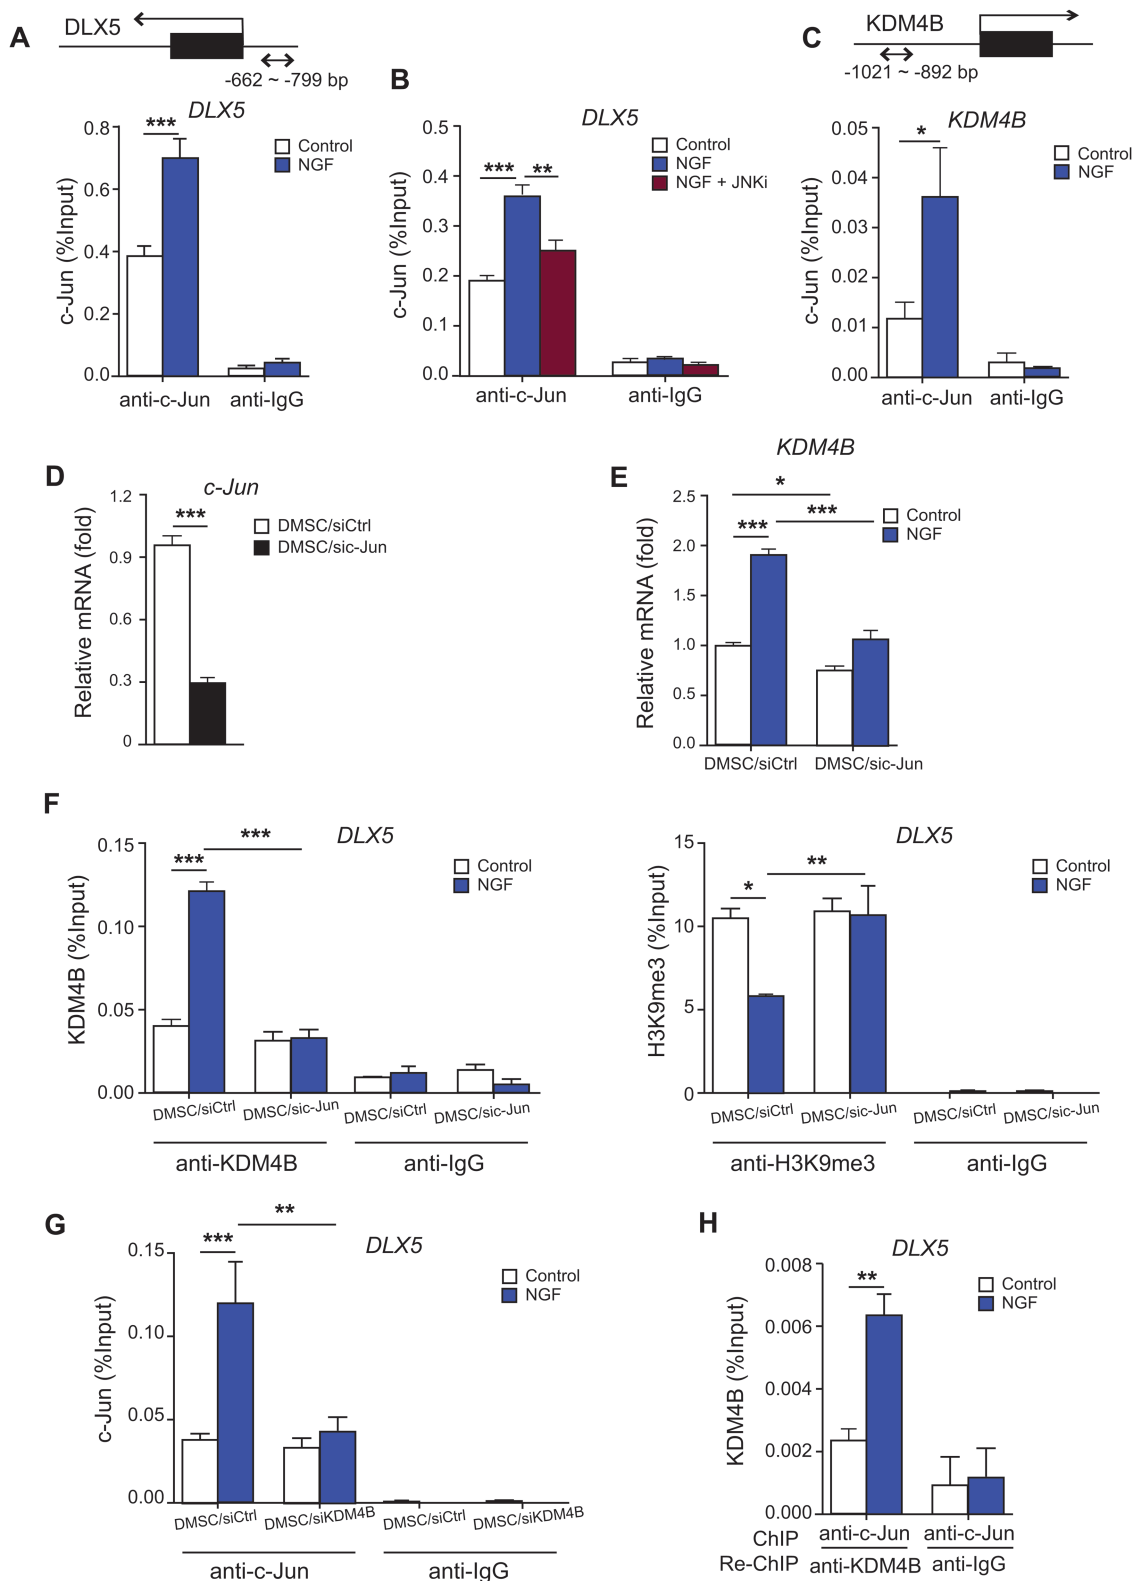 A
DLX5
-662 ~ -799 bp
DLX5
***
Control
NGF
c-Jun (%Input)
0.8
0.6
0.4
0.2
0.0
anti-c-Jun
anti-IgG
B
DLX5
***
**
Control
NGF
NGF + JNKi
c-Jun (%Input)
0.5
0.4
0.3
0.2
0.1
0.0
anti-c-Jun
anti-IgG
C
KDM4B
-1021 ~ -892 bp
KDM4B
*
Control
NGF
c-Jun (%Input)
0.05
0.04
0.03
0.02
0.01
0.00
anti-c-Jun
anti-IgG
D
c-Jun
***
DMSC/siCtrl
DMSC/sic-Jun
Relative mRNA (fold)
1.2
0.9
0.6
0.3
0
E
KDM4B
*
***
***
Control
NGF
Relative mRNA (fold)
2.5
2.0
1.5
1.0
0.5
0.0
DMSC/siCtrl
DMSC/sic-Jun
F
DLX5
***
***
Control
NGF
KDM4B (%Input)
0.15
0.10
0.05
0.00
DMSC/siCtrl
DMSC/sic-Jun
DMSC/siCtrl
DMSC/sic-Jun
anti-KDM4B
anti-IgG
DLX5
**
*
Control
NGF
H3K9me3 (%Input)
15
10
5
0
DMSC/siCtrl
DMSC/sic-Jun
DMSC/siCtrl
DMSC/sic-Jun
anti-H3K9me3
anti-IgG
G
DLX5
**
***
Control
NGF
c-Jun (%Input)
0.15
0.10
0.05
0.00
DMSC/siCtrl
DMSC/siKDM4B
DMSC/siCtrl
DMSC/siKDM4B
anti-c-Jun
anti-IgG
H
DLX5
**
Control
NGF
KDM4B (%Input)
0.008
0.006
0.004
0.002
0.000
ChIP anti-c-Jun anti-c-Jun
Re-ChIP anti-KDM4B anti-IgG